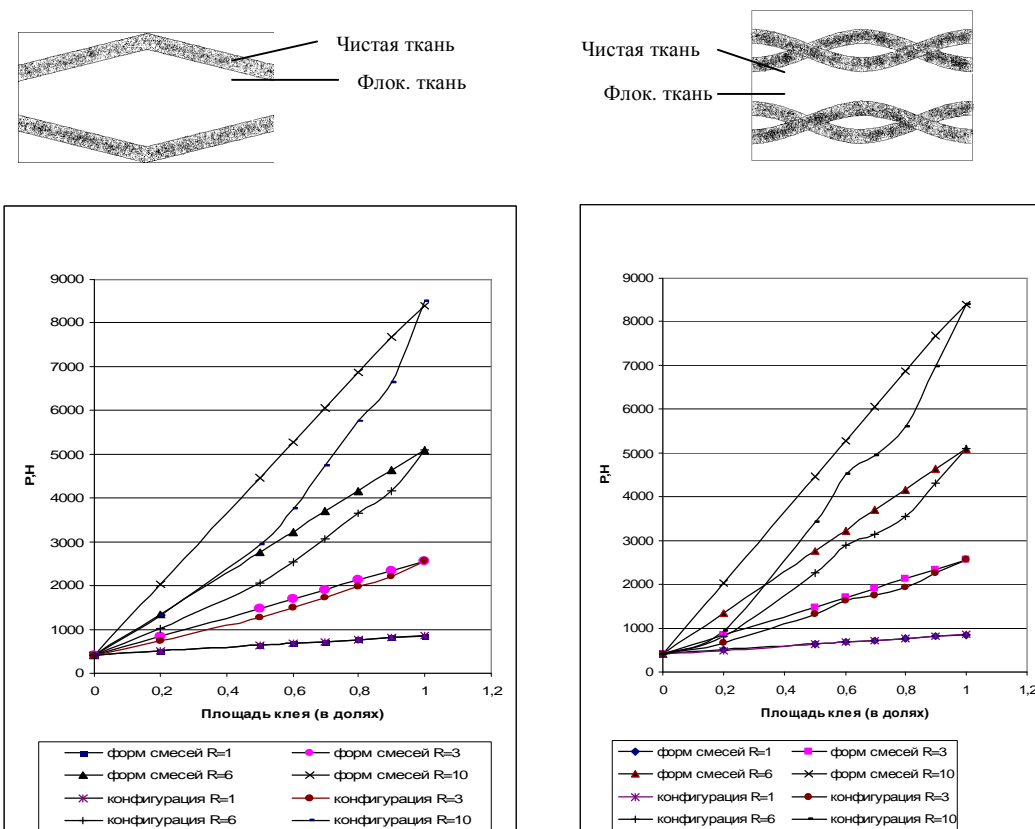 Чистая ткань
Флок. ткань
Чистая ткань
Флок. ткань
9000
8000
7000
6000
5000
4000
3000
2000
1000
0
P,H
0 0,2 0,4 0,6 0,8 1 1,2
Площадь клея (в долях)
форм смесей R=1 форм смесей R=3
форм смесей R=6 форм смесей R=10
конфигурация R=1 конфигурация R=3
конфигурация R=6 конфигурация R=10
9000
8000
7000
6000
5000
4000
3000
2000
1000
0
P,H
0 0,2 0,4 0,6 0,8 1 1,2
Площадь клея (в долях)
форм смесей R=1 форм смесей R=3
форм смесей R=6 форм смесей R=10
конфигурация R=1 конфигурация R=3
конфигурация R=6 конфигурация R=10